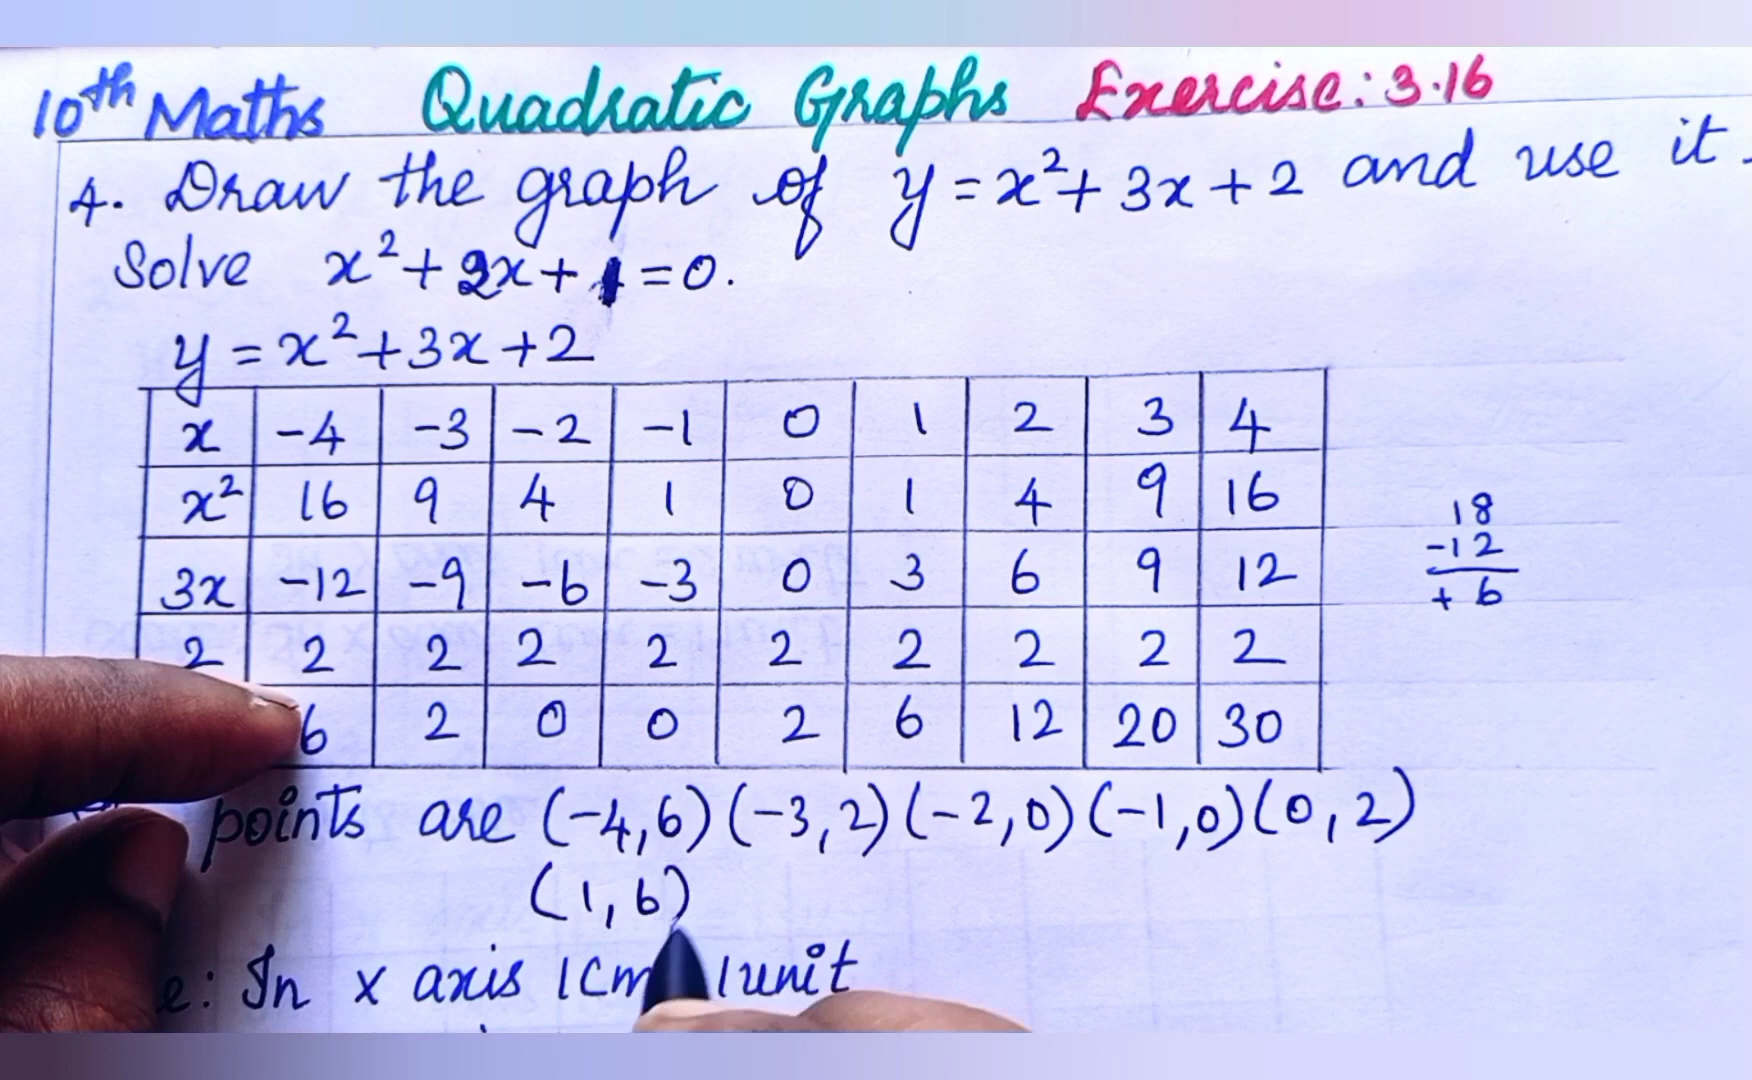 10th Maths Quadratic Graphs Exercise: 3.16
4. Draw the graph of y = x² + 3x + 2 and use it
Solve x² + 2x + 1 = 0.
y = x² + 3x + 2
x -4 -3 -2 -1 0 1 2 3 4
x² 16 9 4 1 0 1 4 9 16
3x -12 -9 -6 -3 0 3 6 9 12
2 2 2 2 2 2 2 2 2 2
6 2 0 0 2 6 12 20 30
18
-12
+ 6
points are (-4,6) (-3,2) (-2,0) (-1,0) (0,2)
(1,6)
e: In x axis 1cm 1unit